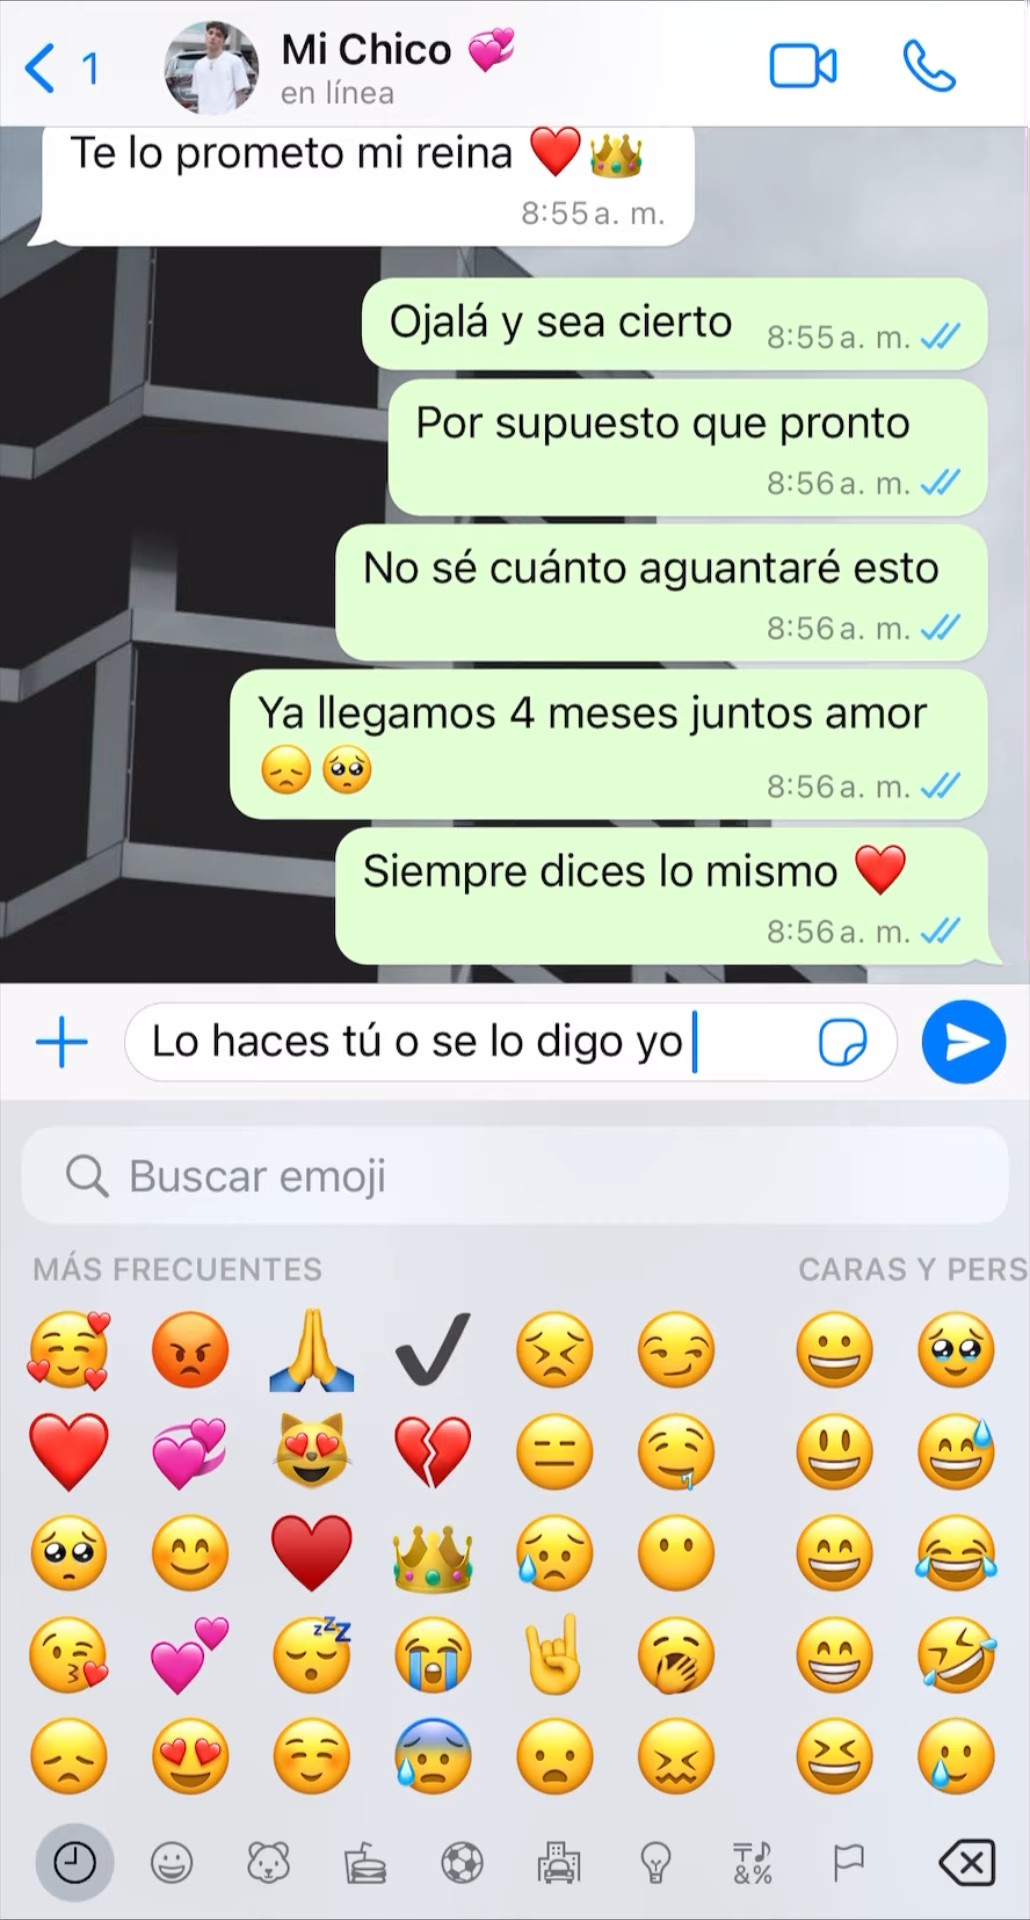 1
Mi Chico 💞
en línea
Te lo prometo mi reina ❤️👑
8:55 a. m.
Ojalá y sea cierto
8:55 a. m.
Por supuesto que pronto
8:56 a. m.
No sé cuánto aguantaré esto
8:56 a. m.
Ya llegamos 4 meses juntos amor
😞🥺
8:56 a. m.
Siempre dices lo mismo ❤️
8:56 a. m.
Lo haces tú o se lo digo yo
Buscar emoji
MÁS FRECUENTES
CARAS Y PERS